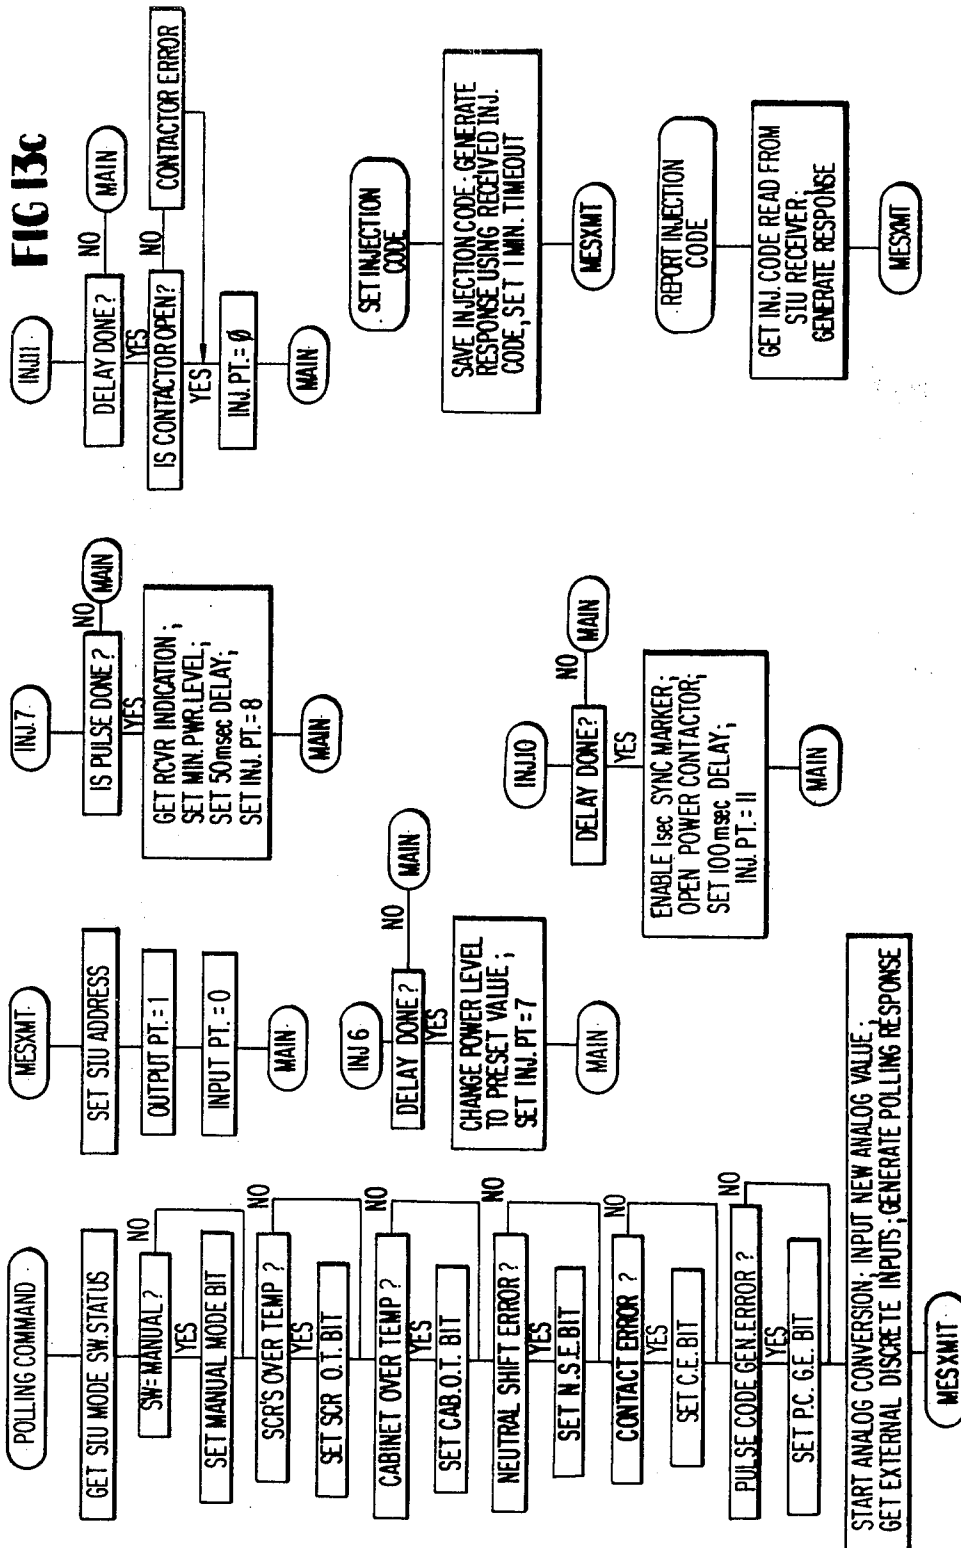 FIG 13c
POLLING COMMAND
GET SIU MODE SW. STATUS
SW=MANUAL?
NO
YES
SET MANUAL MODE BIT
SCR'S OVER TEMP ?
NO
YES
SET SCR O.T. BIT
CABINET OVER TEMP ?
NO
YES
SET CAB.O.T. BIT
NEUTRAL SHIFT ERROR?
NO
YES
SET N.S.E. BIT
CONTACT ERROR ?
NO
YES
SET C.E. BIT
PULSE CODE GEN. ERROR ?
NO
YES
SET P.C. G.E. BIT
START ANALOG CONVERSION; INPUT NEW ANALOG VALUE;
GET EXTERNAL DISCRETE INPUTS; GENERATE POLLING RESPONSE
MESXMIT
MESXMT
SET SIU ADDRESS
OUTPUT PT. = 1
INPUT PT. = 0
MAIN
INJ 6
DELAY DONE?
NO
MAIN
YES
CHANGE POWER LEVEL
TO PRESET VALUE ;
SET INJ. PT = 7
MAIN
INJ. 7
IS PULSE DONE?
NO
MAIN
YES
GET RCVR INDICATION ;
SET MIN. PWR. LEVEL;
SET 50msec DELAY;
SET INJ. PT. = 8
MAIN
INJ.10
DELAY DONE?
NO
MAIN
YES
ENABLE 1sec SYNC MARKER;
OPEN POWER CONTACTOR;
SET 100msec DELAY;
INJ. PT. = 11
MAIN
INJ11
DELAY DONE?
NO
MAIN
YES
IS CONTACTOR OPEN?
NO
CONTACTOR ERROR
YES
INJ. PT. = Ø
MAIN
SET INJECTION
CODE
SAVE INJECTION CODE; GENERATE
RESPONSE USING RECEIVED INJ.
CODE, SET 1 MIN. TIMEOUT
MESXMT
REPORT INJECTION
CODE
GET INJ. CODE READ FROM
SIU RECEIVER;
GENERATE RESPONSE
MESXMT